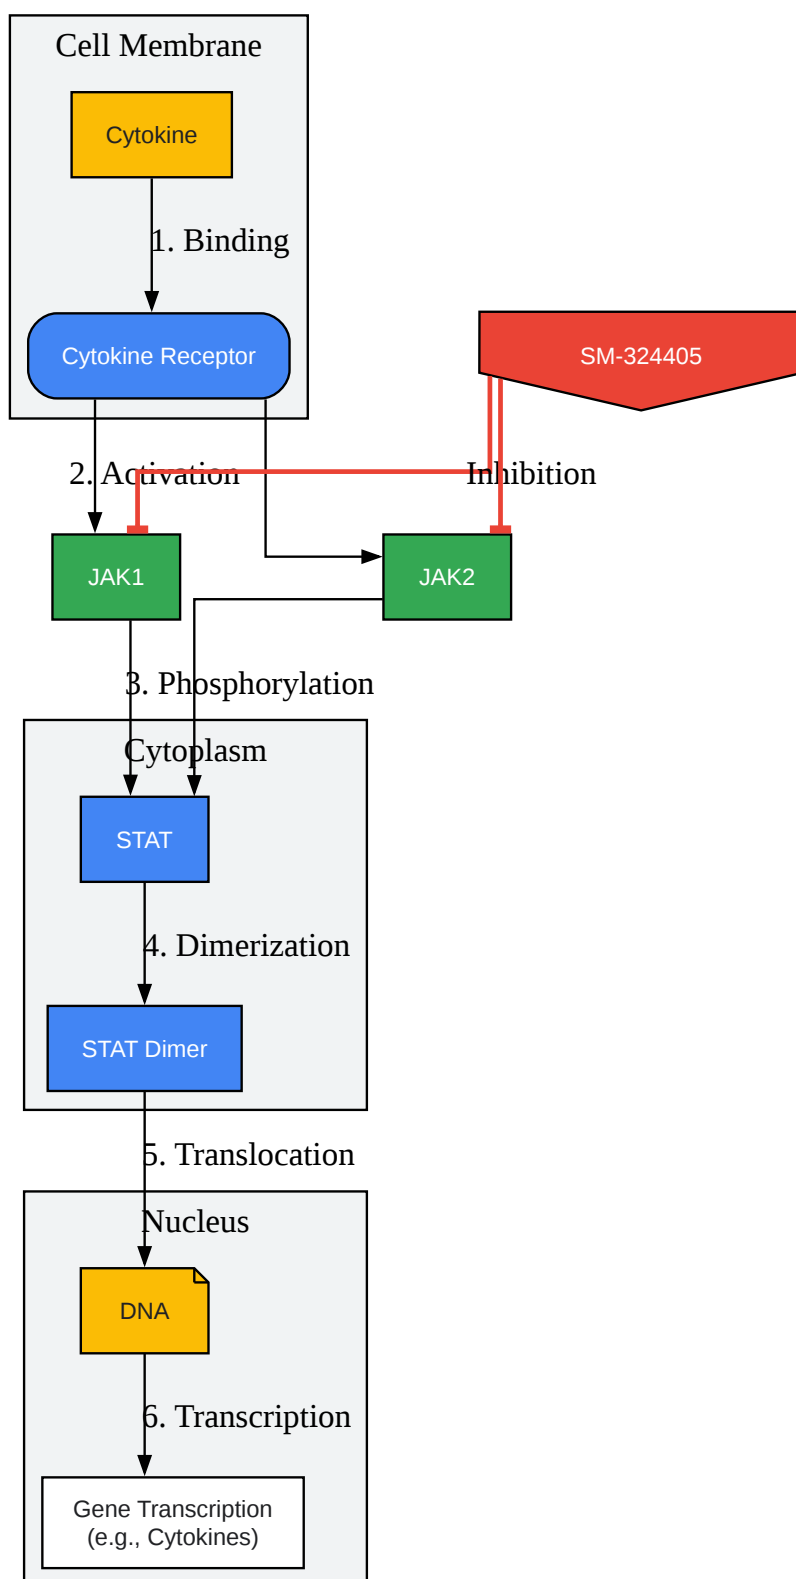 Cell Membrane
Cytokine
1. Binding
Cytokine Receptor
SM-324405
2. Activation
Inhibition
JAK1
JAK2
3. Phosphorylation
Cytoplasm
STAT
4. Dimerization
STAT Dimer
5. Translocation
Nucleus
DNA
6. Transcription
Gene Transcription
(e.g., Cytokines)